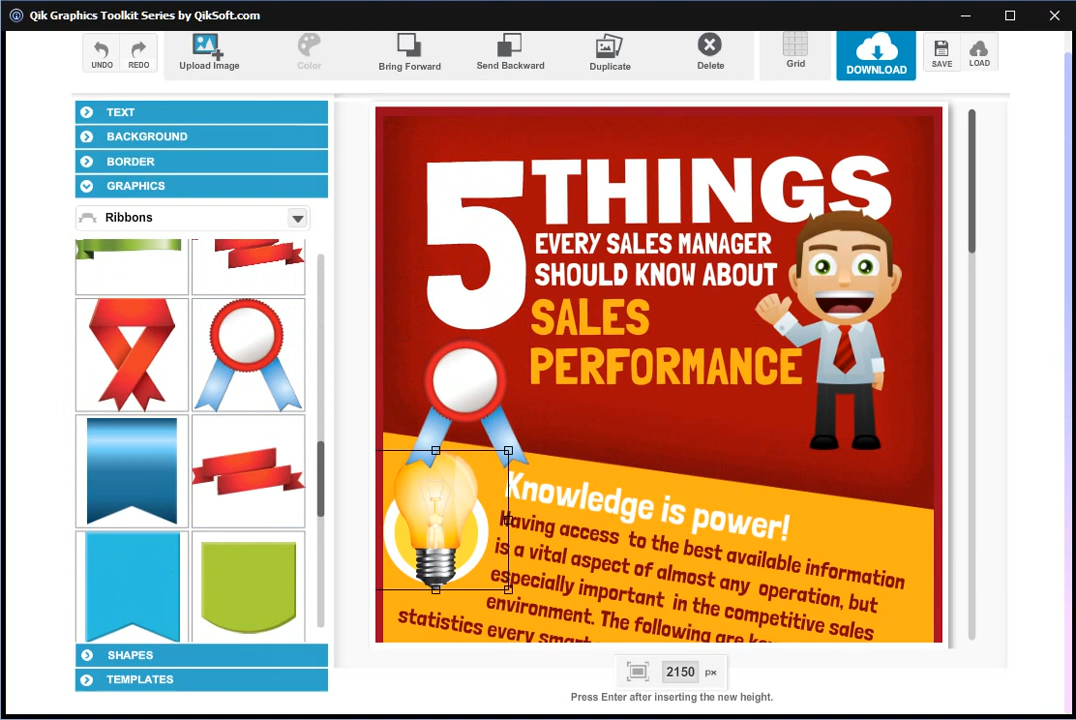 Qik Graphics Toolkit Series by QikSoft.com
UNDO
REDO
Upload Image
Color
Bring Forward
Send Backward
Duplicate
Delete
Grid
DOWNLOAD
SAVE
LOAD
TEXT
BACKGROUND
BORDER
GRAPHICS
Ribbons
SHAPES
TEMPLATES
5 THINGS
EVERY SALES MANAGER
SHOULD KNOW ABOUT
SALES
PERFORMANCE
Knowledge is power!
Having access to the best available information
is a vital aspect of almost any operation, but
especially important in the competitive sales
environment. The following are
statistics every
2150 px
Press Enter after inserting the new height.